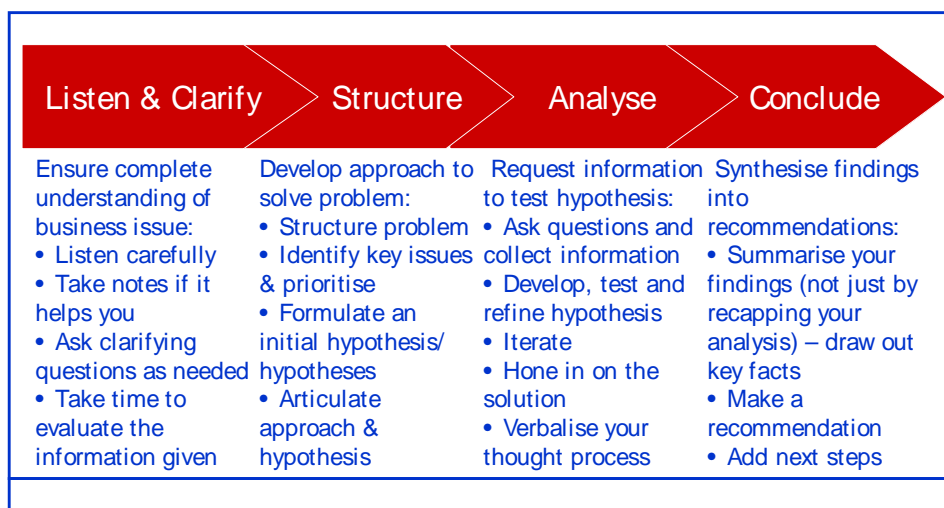 Listen & Clarify
Structure
Analyse
Conclude
Ensure complete
understanding of
business issue:
• Listen carefully
• Take notes if it
helps you
• Ask clarifying
questions as needed
• Take time to
evaluate the
information given
Develop approach to
solve problem:
• Structure problem
• Identify key issues
& prioritise
• Formulate an
initial hypothesis/
hypotheses
• Articulate
approach &
hypothesis
Request information
to test hypothesis:
• Ask questions and
collect information
• Develop, test and
refine hypothesis
• Iterate
• Hone in on the
solution
• Verbalise your
thought process
Synthesise findings
into
recommendations:
• Summarise your
findings (not just by
recapping your
analysis) – draw out
key facts
• Make a
recommendation
• Add next steps